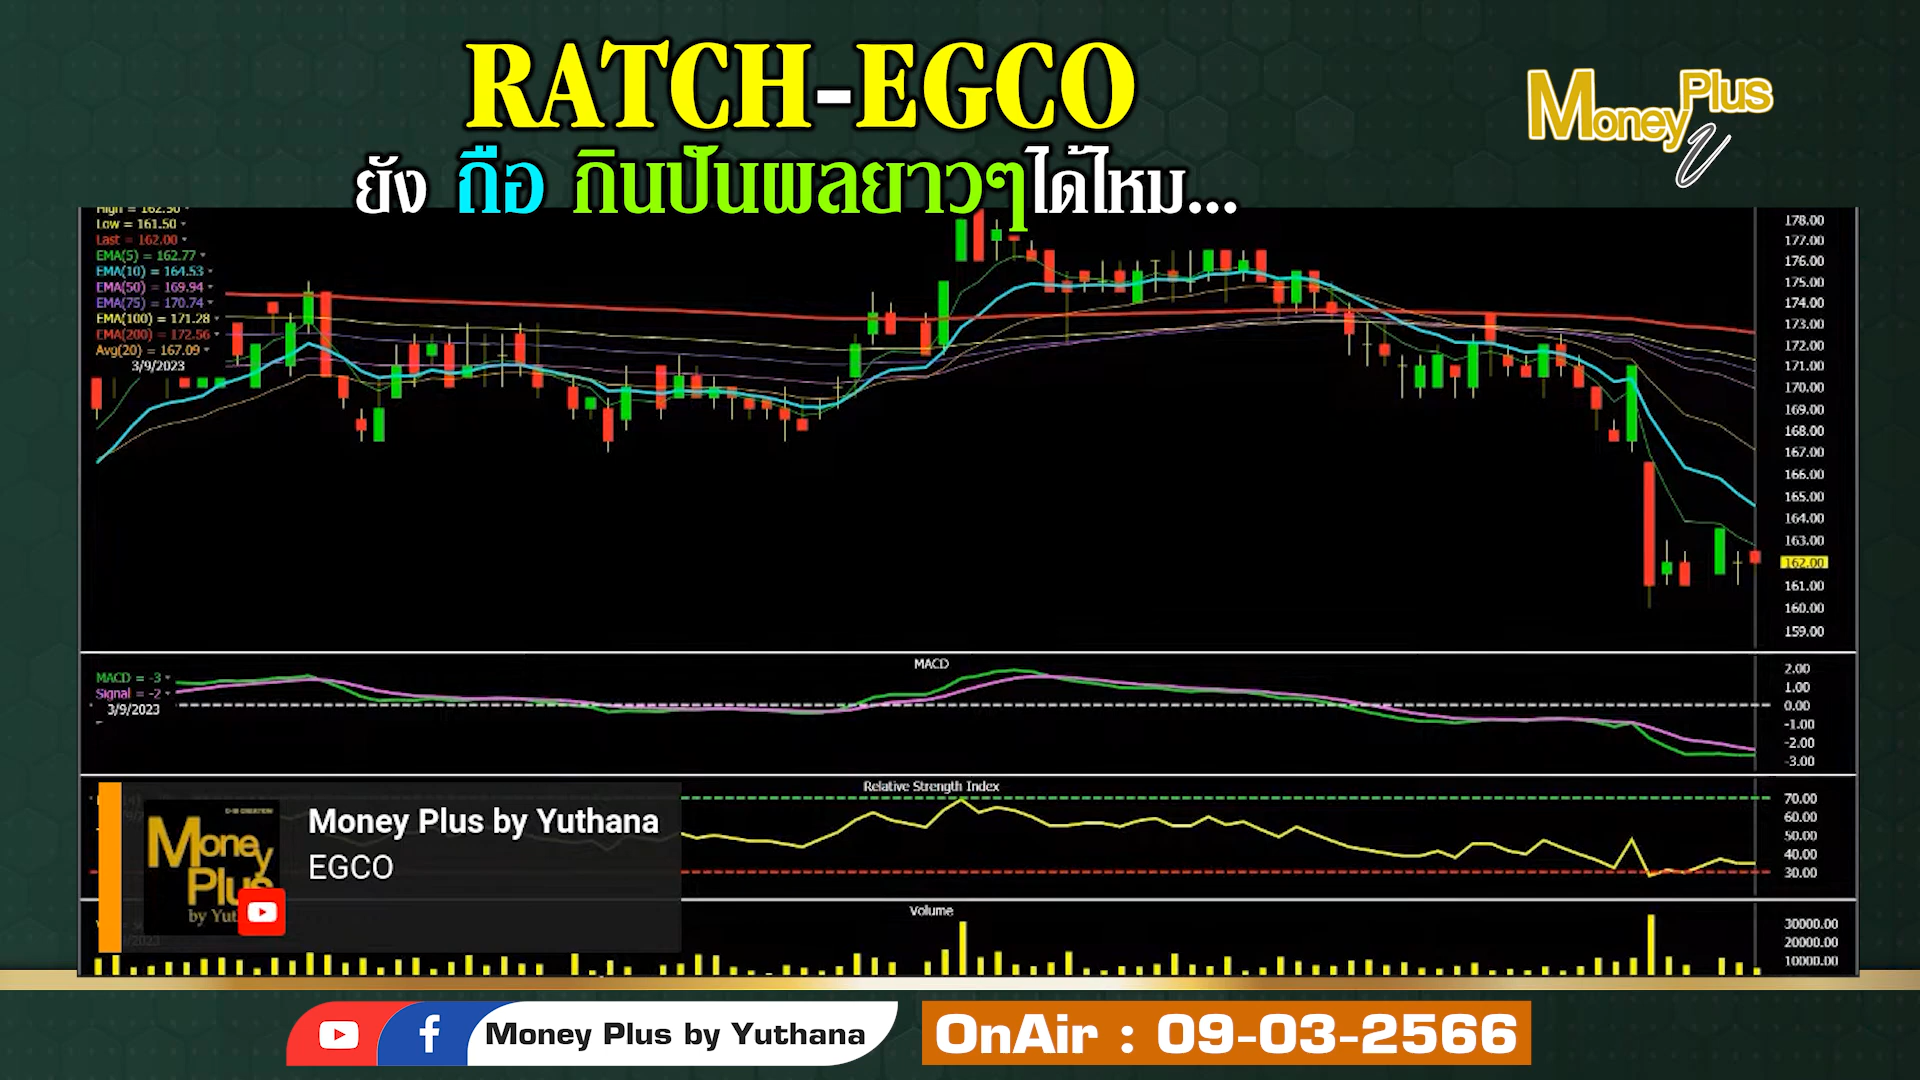 RATCH-EGCO
ยัง ถือ กินปันผลยาวๆได้ไหม...
Money Plus
High = 162.50
Low = 161.50
Last = 162.00
EMA(5) = 162.77
EMA(10) = 164.53
EMA(50) = 169.94
EMA(75) = 170.74
EMA(100) = 171.28
EMA(200) = 172.56
Avg(20) = 167.09
3/9/2023
178.00
177.00
176.00
175.00
174.00
173.00
172.00
171.00
170.00
169.00
168.00
167.00
166.00
165.00
164.00
163.00
162.00
161.00
160.00
159.00
MACD
MACD = -3
Signal = -2
3/9/2023
2.00
1.00
0.00
-1.00
-2.00
-3.00
Relative Strength Index
70.00
60.00
50.00
40.00
30.00
Money Plus by Yuthana
EGCO
Money
Plus
by Yut
Volume
30000.00
20000.00
10000.00
Money Plus by Yuthana
OnAir : 09-03-2566